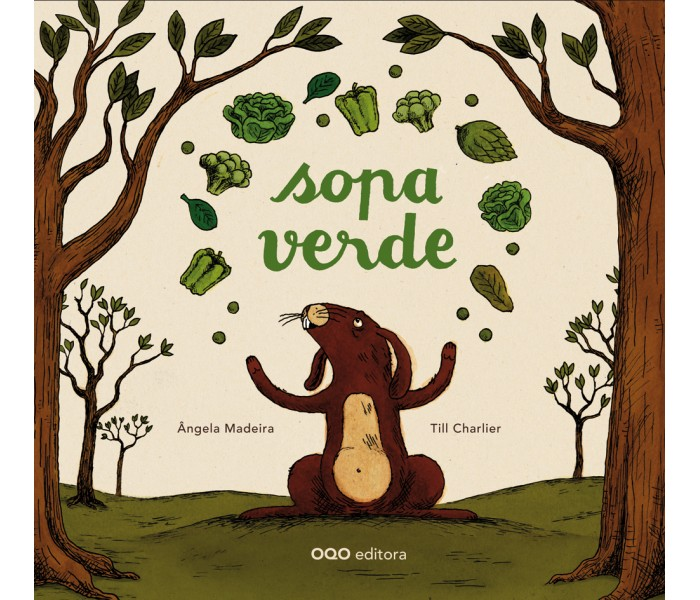 sopa
verde
Ângela Madeira
Till Charlier
OQO editora